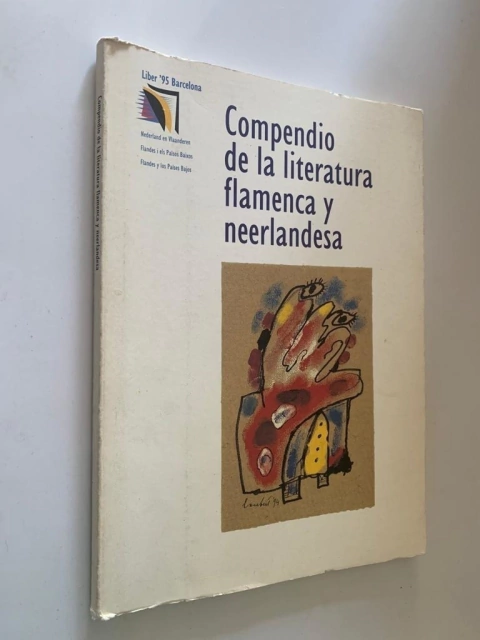 Liber '95 Barcelona
Nederland en Vlaanderen
Flandes i els Països Baixos
Flandes y los Países Bajos
Compendio
de la literatura
flamenca y
neerlandesa
Compendio de la literatura flamenca y neerlandesa